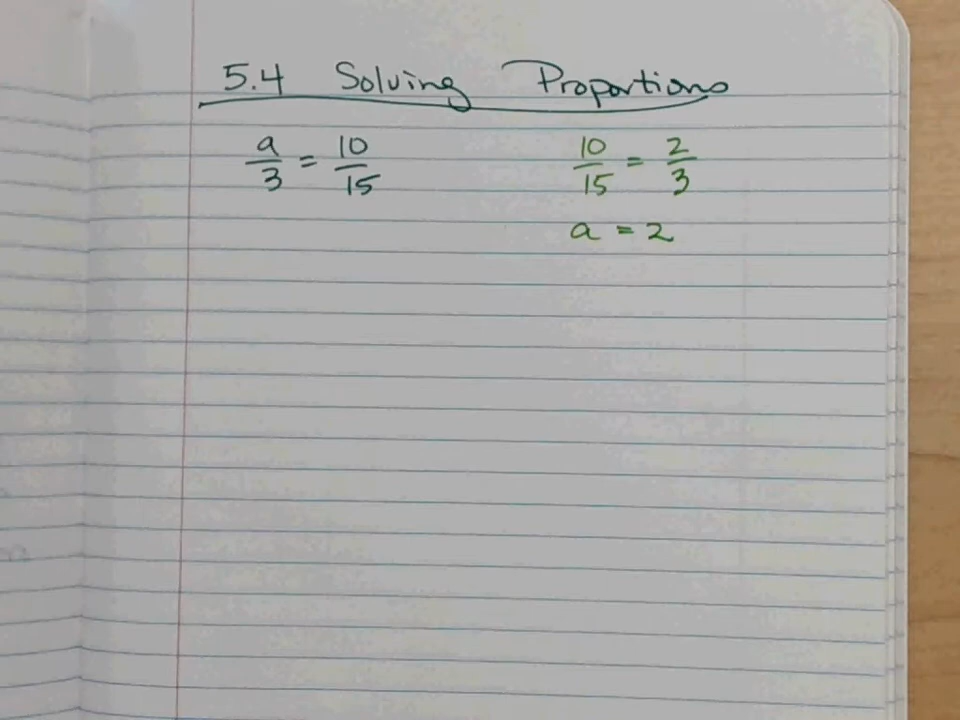 5.4 Solving Proportions
a/3 = 10/15
10/15 = 2/3
a = 2